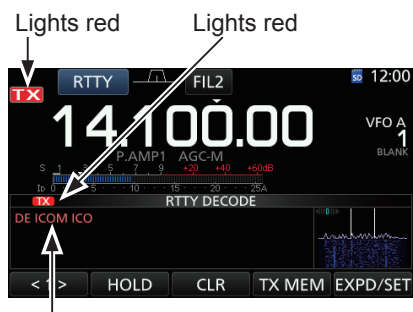 Lights red Lights red
RTTY FIL2 SD 12:00
TX
14.100.00 VFO A
1
P.AMP1 AGC-M BLANK
S 1 3 5 7 9 +20 +40 +60dB
ID 0 5 10 15 20 25A
TX RTTY DECODE
DE ICOM ICO
< 1 > HOLD CLR TX MEM EXPD/SET